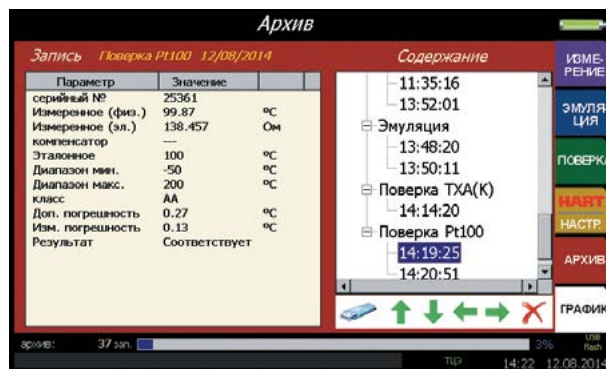 Архив
Запись Поверка Pt100 12/08/2014
Параметр Значение
серийный № 25361
Измеренное (физ.) 99.87 ºC
Измеренное (эл.) 138.457 Ом
компенсатор ---
Эталонное 100 ºC
Диапазон мин. -50 ºC
Диапазон макс. 200 ºC
класс АА
Доп. погрешность 0.27 ºC
Изм. погрешность 0.13 ºC
Результат Соответствует
Содержание
11:35:16
13:52:01
Эмуляция
13:48:20
13:50:11
Поверка ТХА(К)
14:14:20
Поверка Pt100
14:19:25
14:20:51
ИЗМЕ-
РЕНИЕ
ЭМУЛЯ-
ЦИЯ
ПОВЕРКА
HART
НАСТР.
АРХИВ
ГРАФИК
архив: 37 зап. 3% USB
flash
ТЦЭ 14:22 12.08.2014